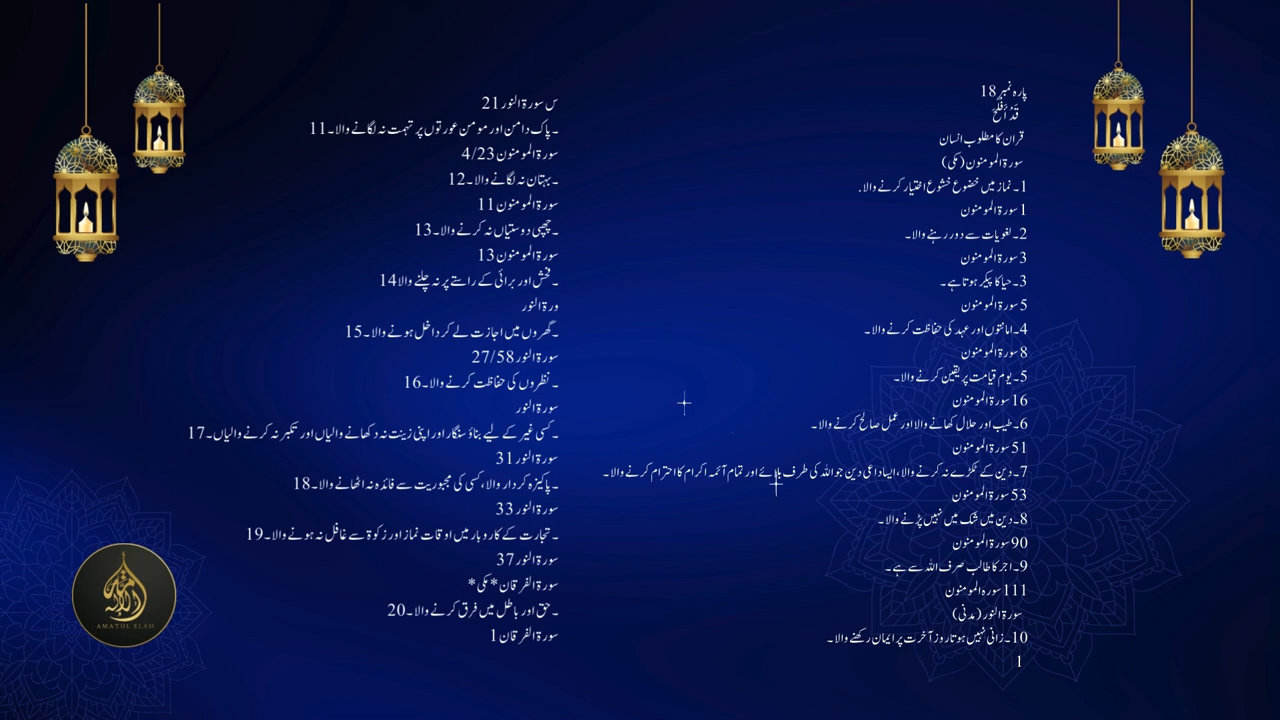 پارہ نمبر 18
قَدْ أَفْلَحَ
قران کا مطلوب انسان
سورۃ المومنون (مکی)
1۔ نماز میں خضوع خشوع اختیار کرنے والا.
1 سورۃ المومنون
2۔ لغویات سے دور رہنے والا۔
3 سورۃ المومنون
3۔ حیا کا پیکر ہوتا ہے۔
5 سورۃ المومنون
4۔ امانتوں اور عہد کی حفاظت کرنے والا۔
8 سورۃ المومنون
5۔ یوم قیامت پر یقین کرنے والا۔
16 سورۃ المومنون
6۔ طیب اور حلال کھانے والا اور عمل صالح کرنے والا۔
51 سورۃ المومنون
7۔ دین کے ٹکڑے نہ کرنے والا، ایسا داعی دین جو اللہ کی طرف بلائے اور تمام آئمہ اکرام کا احترام کرنے والا۔
53 سورۃ المومنون
8۔ دین میں شک میں نہیں پڑنے والا۔
90 سورۃ المومنون
9۔ اجر کا طالب صرف اللہ سے ہے۔
111 سورہ المومنون
سورۃ النور (مدنی)
10۔ زانی نہیں ہوتا روز آخرت پر ایمان رکھنے والا۔
1
س سورۃ النور 21
۔ پاک دامن اور مومن عورتوں پر تہمت نہ لگانے والا۔11
سورۃ المومنون 4/23
۔ بہتان نہ لگانے والا۔12
سورۃ المومنون 11
۔ چھپی دوستیاں نہ کرنے والا۔13
سورۃ المومنون 13
۔ فحش اور برائی کے راستے پر نہ چلنے والا14
ورۃ النور
۔ گھروں میں اجازت لے کر داخل ہونے والا۔15
سورۃ النور 27/58
۔ نظروں کی حفاظت کرنے والا۔16
سورۃ النور
۔ کسی غیر کے لیے بناؤ سنگار اور اپنی زینت نہ دکھانے والیاں اور تکبر نہ کرنے والیاں۔17
سورۃ النور 31
۔ پاکیزہ کردار والا، کسی کی مجبوریت سے فائدہ نہ اٹھانے والا۔18
سورۃ النور 33
۔ تجارت کے کاروبار میں اوقات نماز اور زکوۃ سے غافل نہ ہونے والا۔19
سورۃ النور 37
سورۃ الفرقان *مکی*
۔ حق اور باطل میں فرق کرنے والا۔20
سورۃ الفرقان 1
AMATUL ELAH